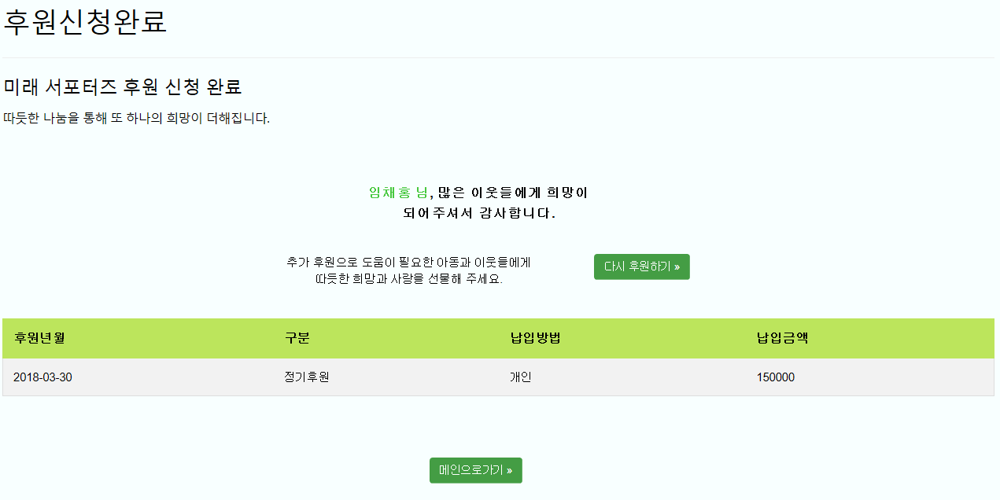 후원신청완료
미래 서포터즈 후원 신청 완료
따듯한 나눔을 통해 또 하나의 희망이 더해집니다.
임채홍 님, 많은 이웃들에게 희망이
되어주셔서 감사합니다.
추가 후원으로 도움이 필요한 아동과 이웃들에게
따듯한 희망과 사랑을 선물해 주세요.
다시 후원하기 »
후원년월 구분 납입방법 납입금액
2018-03-30 정기후원 개인 150000
메인으로가기 »